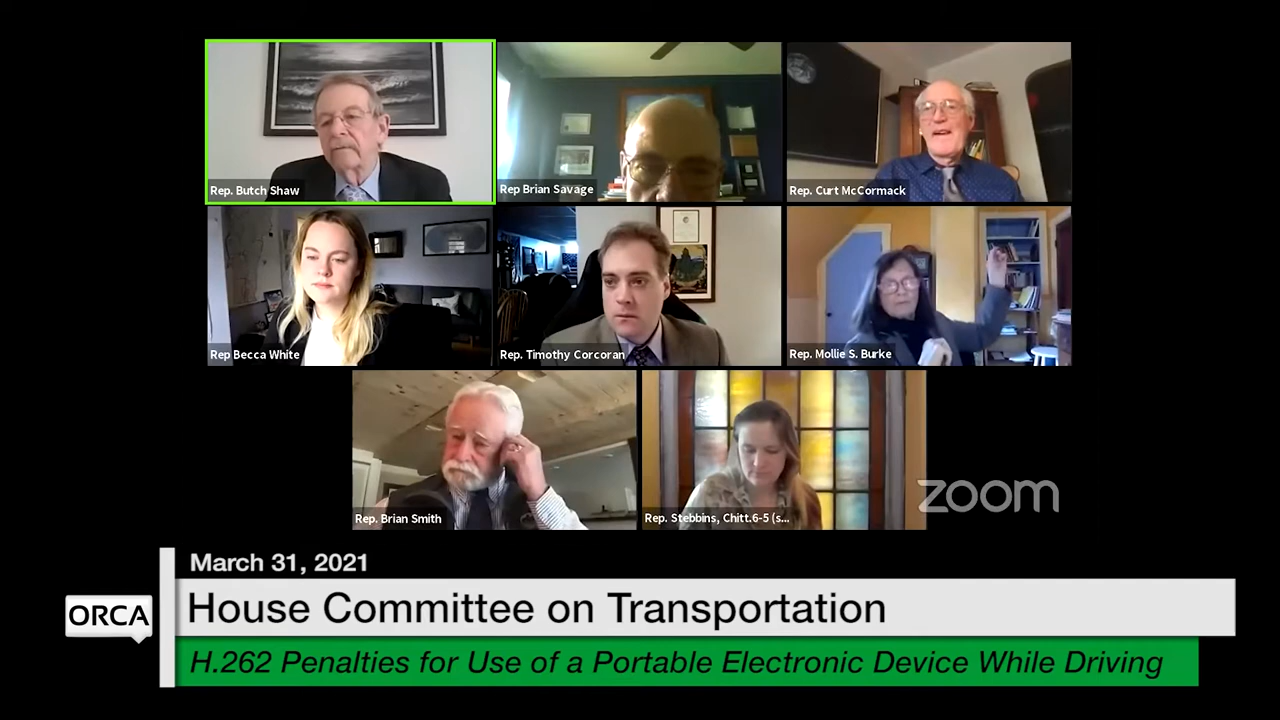 Rep. Butch Shaw
Rep Brian Savage
Rep. Curt McCormack
Rep Becca White
Rep. Timothy Corcoran
Rep. Mollie S. Burke
Rep. Brian Smith
Rep. Stebbins, Chitt.6-5 (s...
zoom
March 31, 2021
ORCA
House Committee on Transportation
H.262 Penalties for Use of a Portable Electronic Device While Driving